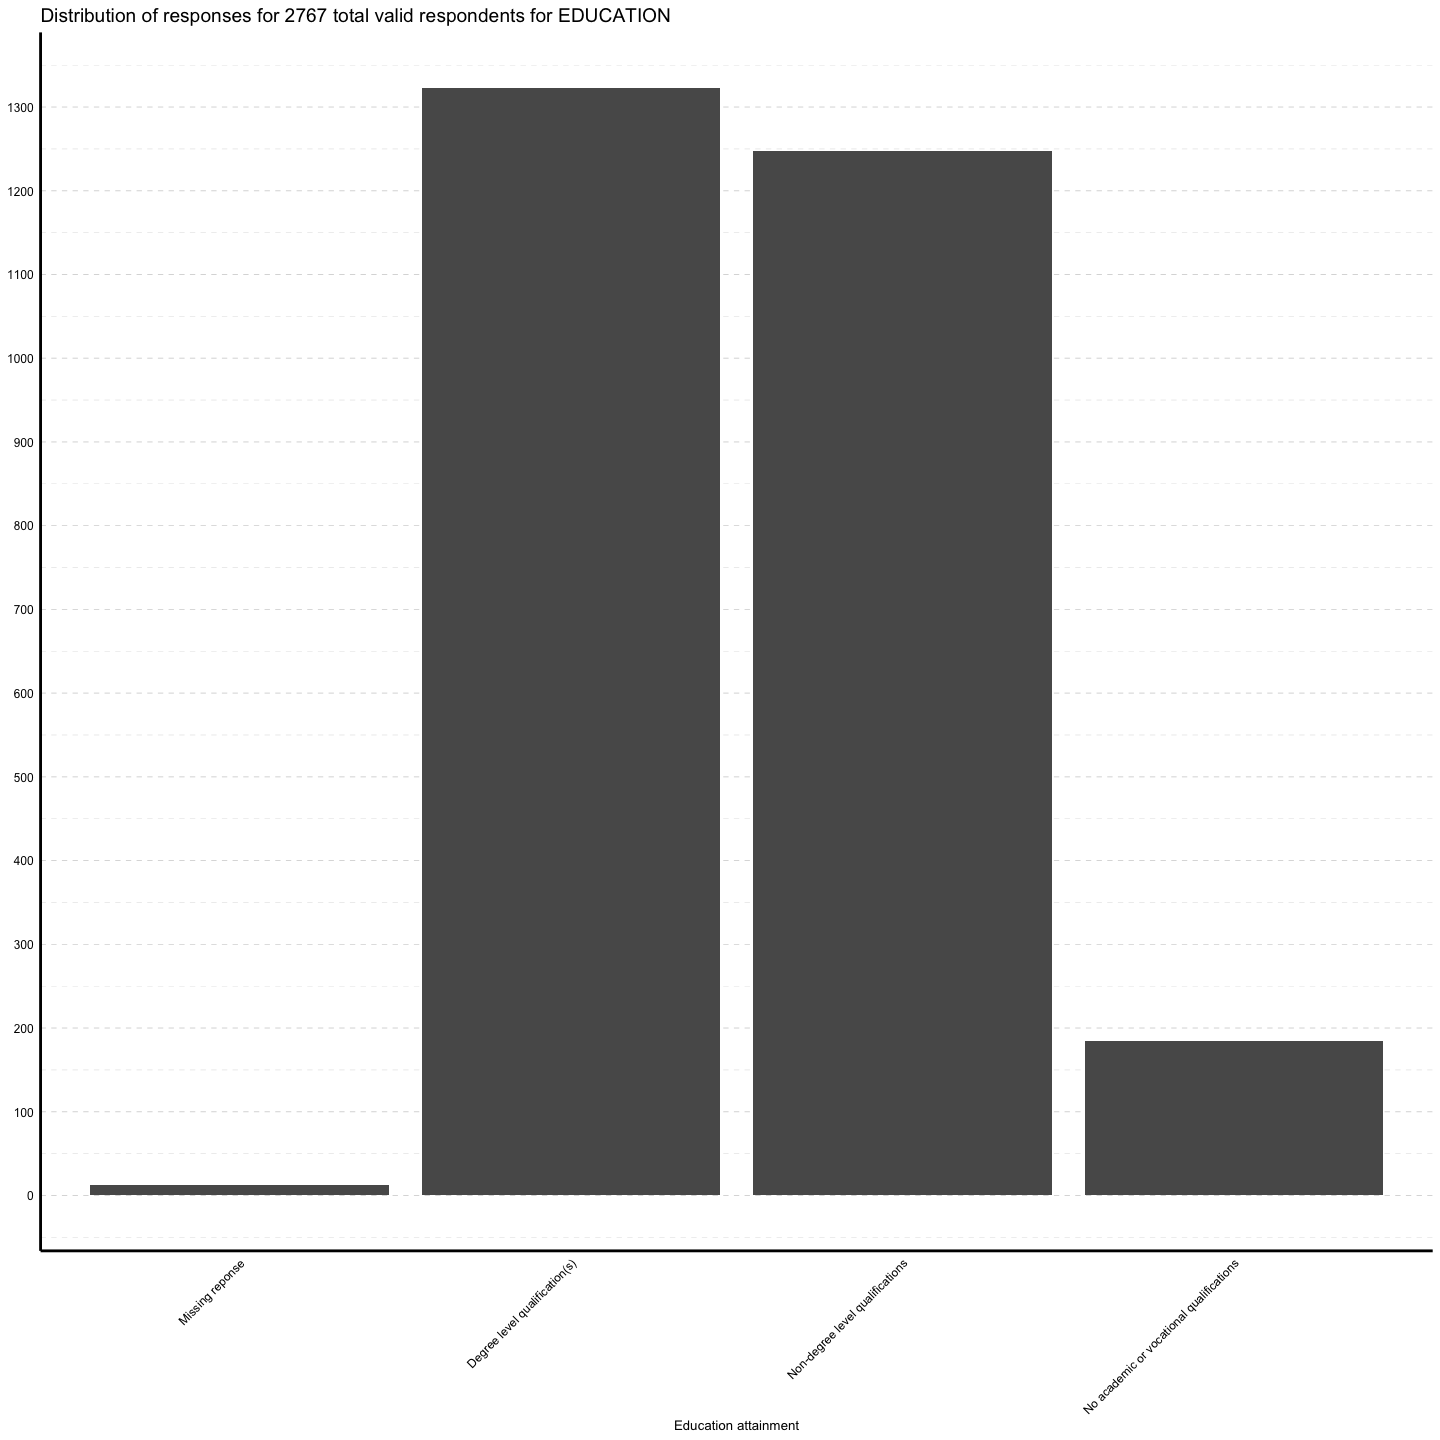 Distribution of responses for 2767 total valid respondents for EDUCATION
1300
1200
1100
1000
900
800
700
600
500
400
300
200
100
0
Missing reponse
Degree level qualification(s)
Non-degree level qualifications
No academic or vocational qualifications
Education attainment